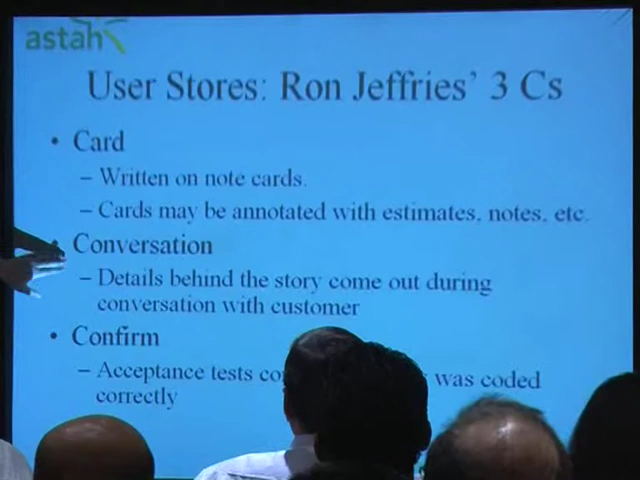 astah
User Stores: Ron Jeffries' 3 Cs
• Card
– Written on note cards.
– Cards may be annotated with estimates, notes, etc.
• Conversation
– Details behind the story come out during
conversation with customer
• Confirm
– Acceptance tests was coded
correctly